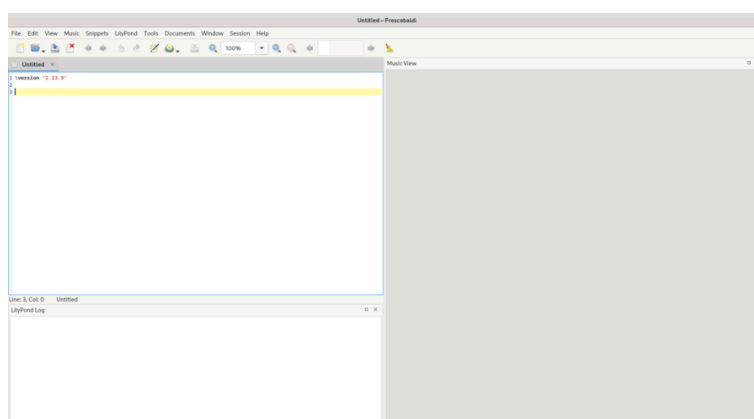 Untitled – Frescobaldi
File Edit View Music Snippets LilyPond Tools Documents Window Session Help
100%
Untitled
Music View
1 \version "2.23.9"
2
3
Line: 3, Col: 0 Untitled
LilyPond Log